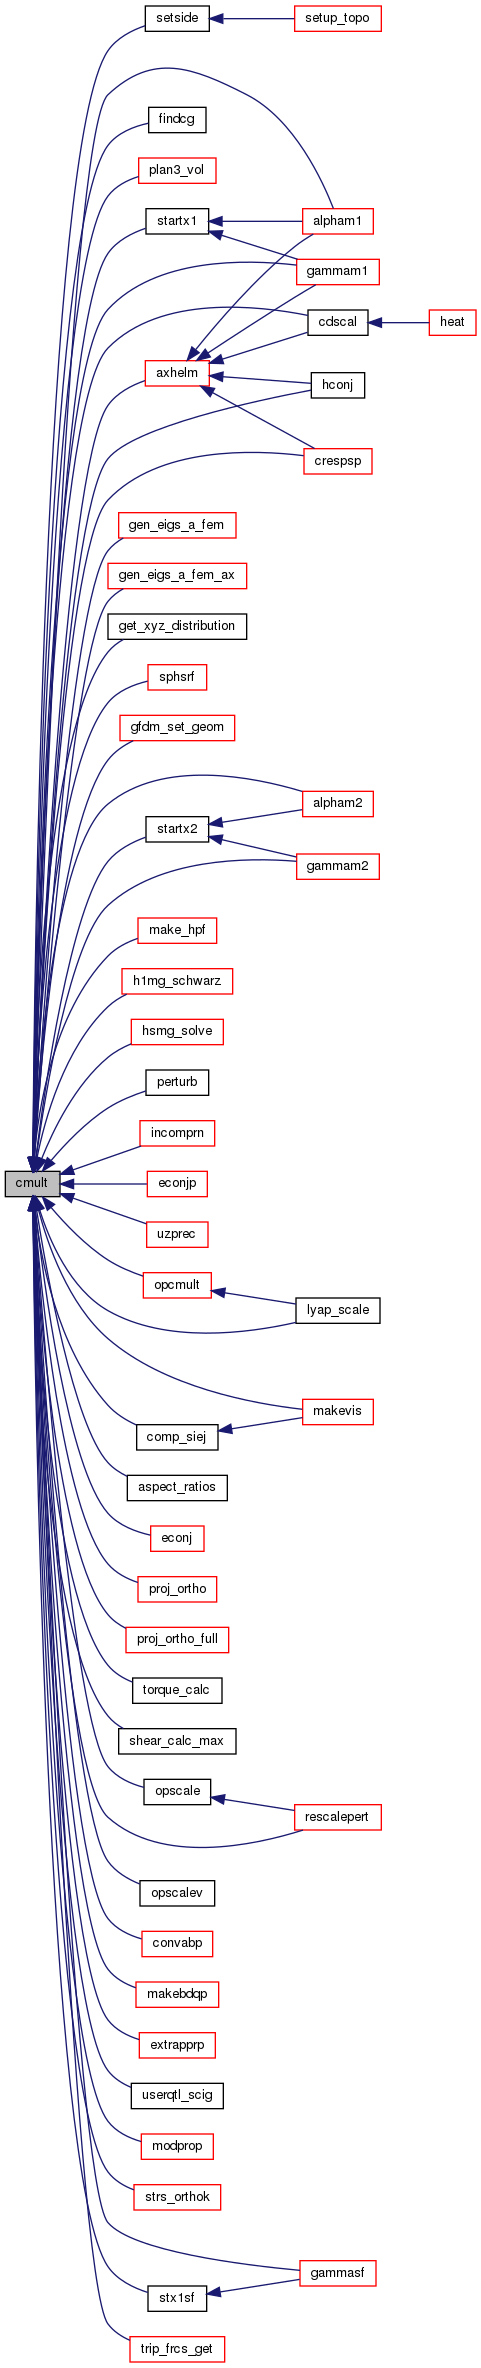 setside
setup_topo
findcg
plan3_vol
startx1
alpham1
gammam1
cdscal
heat
axhelm
hconj
crespsp
gen_eigs_a_fem
gen_eigs_a_fem_ax
get_xyz_distribution
sphsrf
gfdm_set_geom
alpham2
startx2
gammam2
make_hpf
h1mg_schwarz
hsmg_solve
perturb
incomprn
cmult
econjp
uzprec
opcmult
lyap_scale
makevis
comp_siej
aspect_ratios
econj
proj_ortho
proj_ortho_full
torque_calc
shear_calc_max
opscale
rescalepert
opscalev
convabp
makebdqp
extrapprp
userqtl_scig
modprop
strs_orthok
gammasf
stx1sf
trip_frcs_get